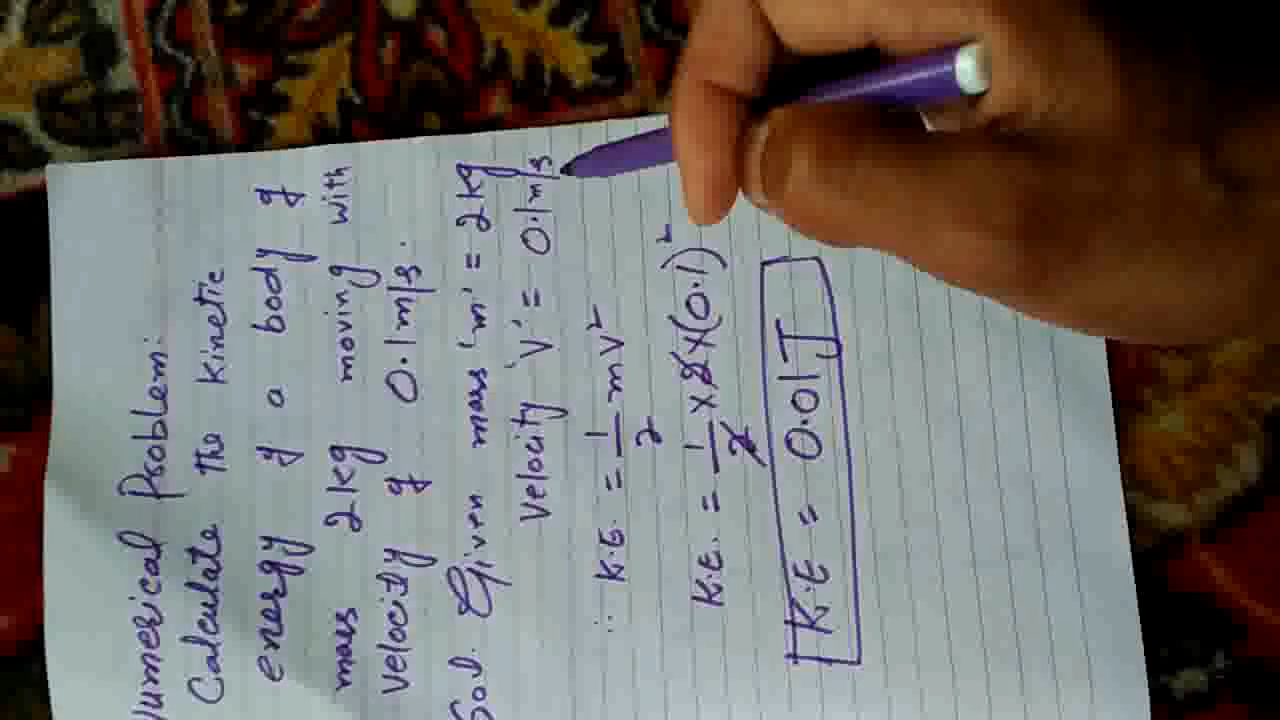 Numerical Problem:
Calculate the kinetic
energy of a body of
mass 2kg moving with
velocity of 0.1m/s.
Sol. Given mass 'm' = 2kg
Velocity 'v' = 0.1m/s
∴ K.E. = 1/2 mv²
K.E. = 1/2 x 2 x (0.1)²
K.E = 0.01J